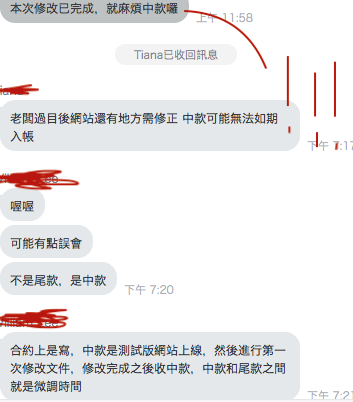 本次修改已完成，就麻煩中款囉
上午 11:58
Tiana已收回訊息
老闆過目後網站還有地方需修正 中款可能無法如期
入帳
下午 7:17
喔喔
可能有點誤會
不是尾款，是中款
下午 7:20
合約上是寫，中款是測試版網站上線，然後進行第一
次修改文件，修改完成之後收中款，中款和尾款之間
就是微調時間
下午 7:21